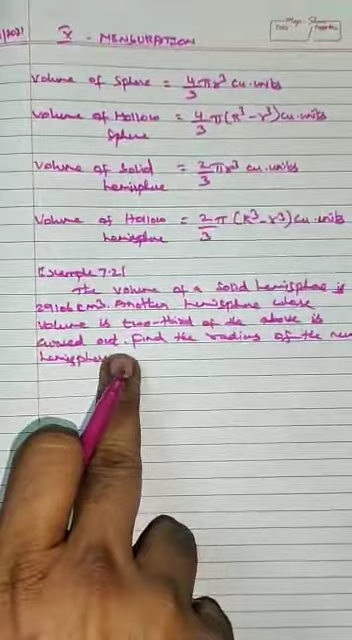 X - MENSURATION
Volume of Sphere = 4/3 πr³ cu.units
Volume of Hollow Sphere = 4/3 π(R³ - r³) cu.units
Volume of Solid hemisphere = 2/3 πr³ cu.units
Volume of Hollow hemisphere = 2/3 π (R³ - r³) cu.units
Example 7.21
The volume of a solid hemisphere is
29106 cm³. Another hemisphere whose
volume is two-third of the above is
carved out. Find the radius of the new
hemisphere